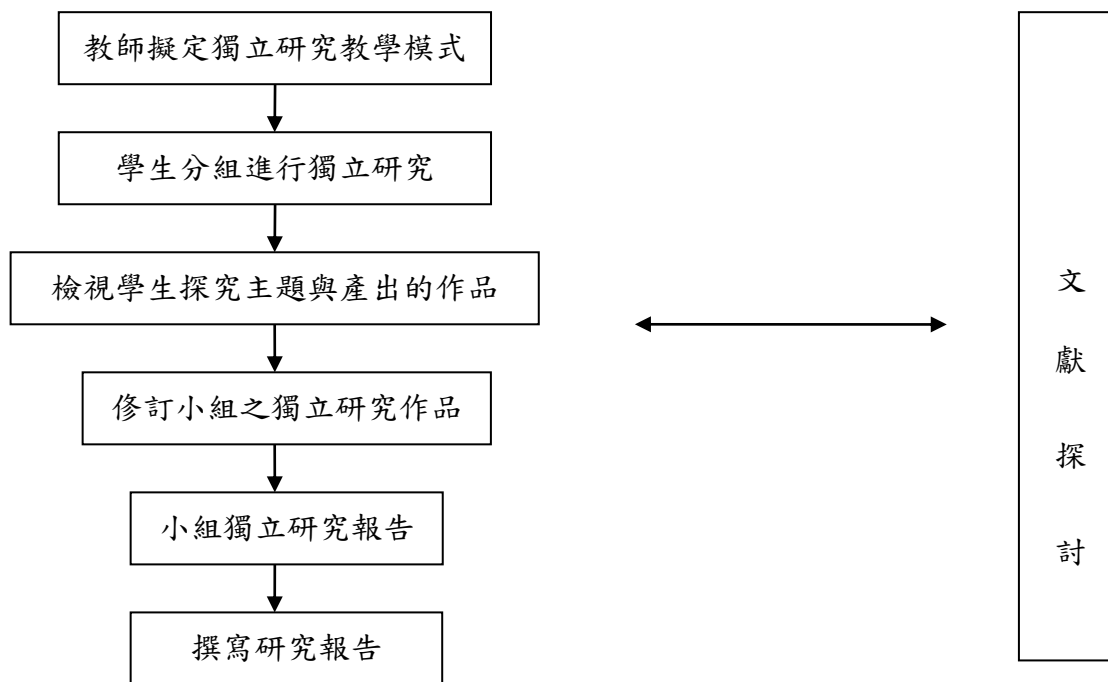 教師擬定獨立研究教學模式
學生分組進行獨立研究
檢視學生探究主題與產出的作品
修訂小組之獨立研究作品
小組獨立研究報告
撰寫研究報告
文獻探討